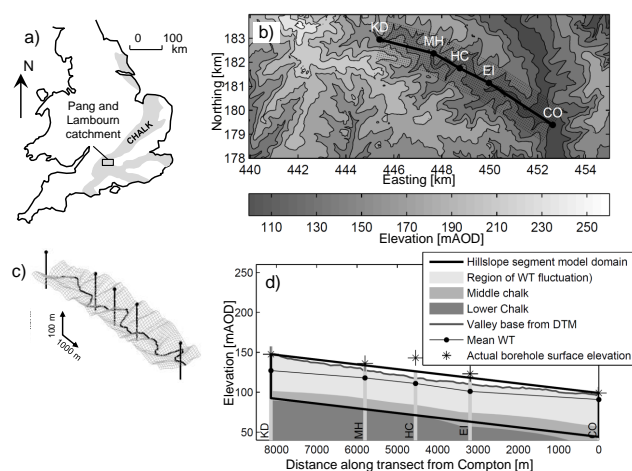 a)
0 100
km
N
Pang and
Lambourn
catchment
CHALK
b)
Northing [km]
183
182
181
180
179
178
KD
MH
HC
EI
CO
440 442 444 446 448 450 452 454
Easting [km]
110 150 190 230 260
Elevation [mAOD]
c)
100 m
1000 m
d)
Hillslope segment model domain
Region of WT fluctuation)
Middle chalk
Lower Chalk
Valley base from DTM
Mean WT
Actual borehole surface elevation
Elevation [mAOD]
250
200
150
100
50
KD
MH
HC
EI
CO
8000 7000 6000 5000 4000 3000 2000 1000 0
Distance along transect from Compton [m]